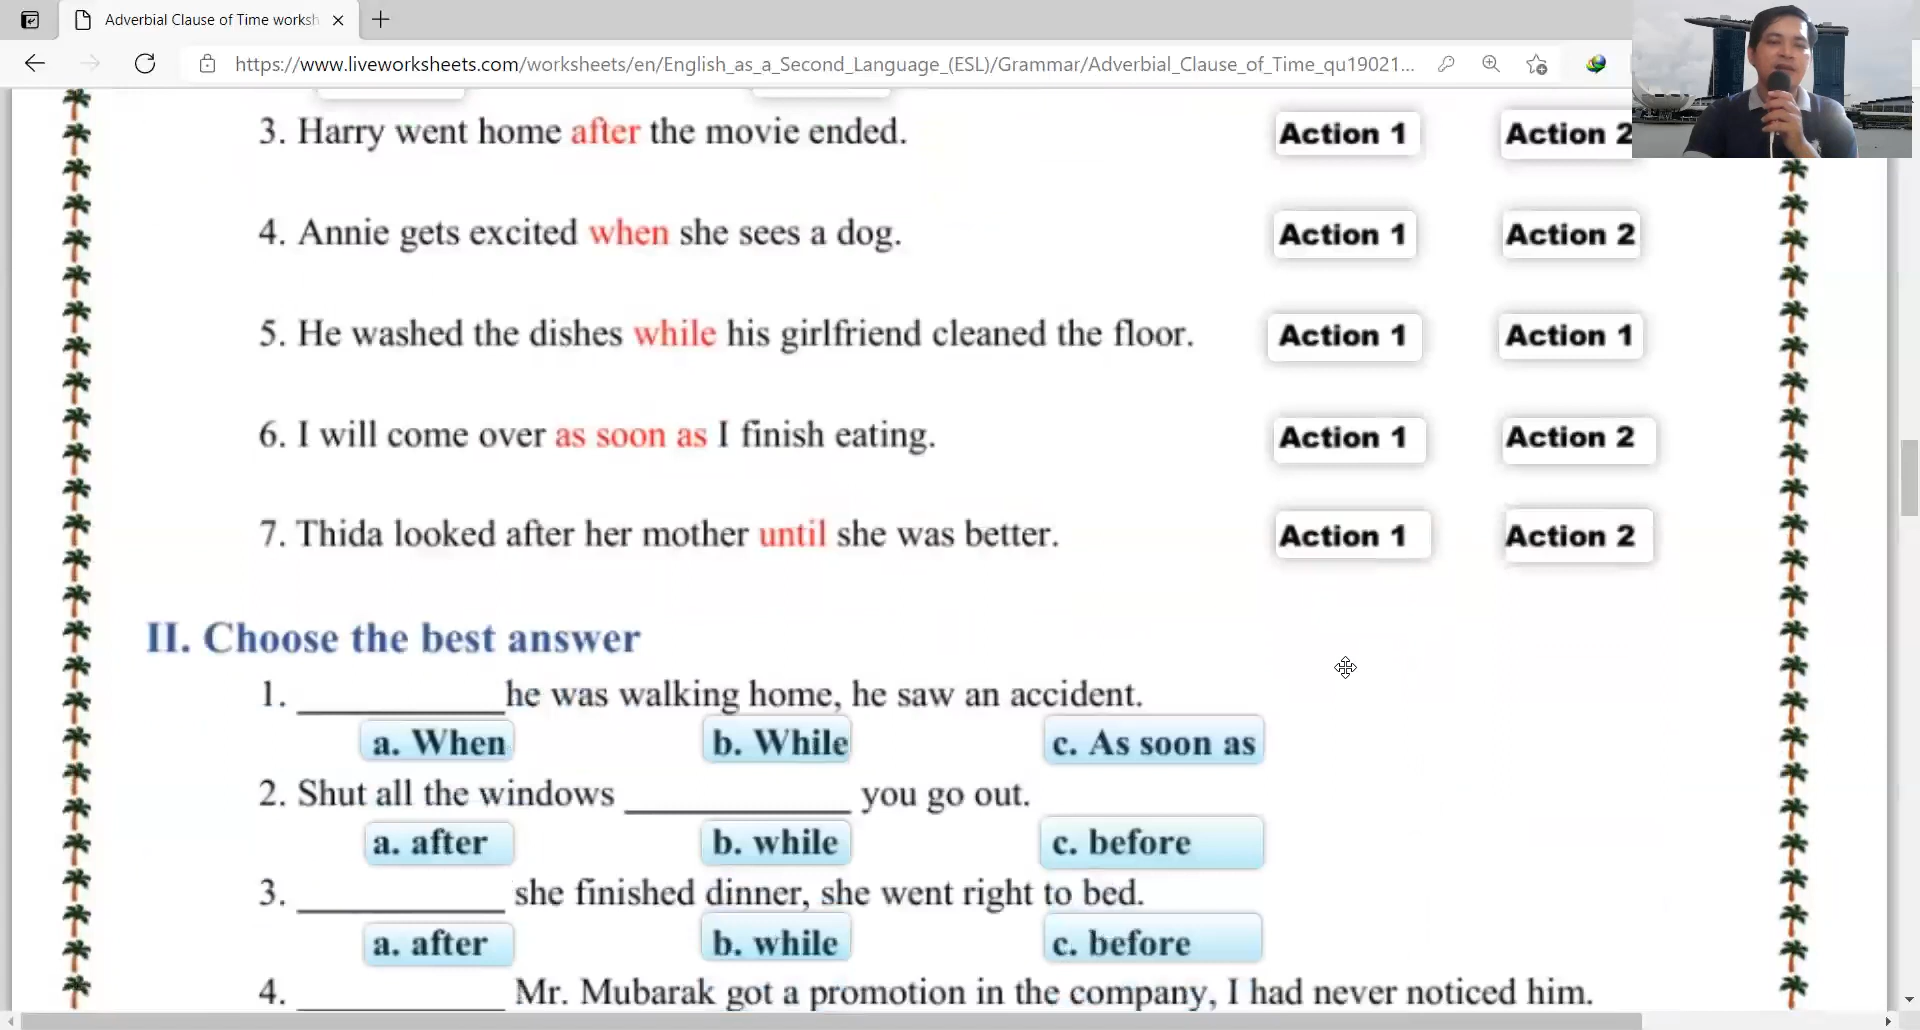 Adverbial Clause of Time worksh
https://www.liveworksheets.com/worksheets/en/English_as_a_Second_Language_(ESL)/Grammar/Adverbial_Clause_of_Time_qu19021...
3. Harry went home after the movie ended. Action 1 Action 2
4. Annie gets excited when she sees a dog. Action 1 Action 2
5. He washed the dishes while his girlfriend cleaned the floor. Action 1 Action 1
6. I will come over as soon as I finish eating. Action 1 Action 2
7. Thida looked after her mother until she was better. Action 1 Action 2
II. Choose the best answer
1. ___________he was walking home, he saw an accident.
a. When b. While c. As soon as
2. Shut all the windows ____________ you go out.
a. after b. while c. before
3. ___________ she finished dinner, she went right to bed.
a. after b. while c. before
4. ___________ Mr. Mubarak got a promotion in the company, I had never noticed him.